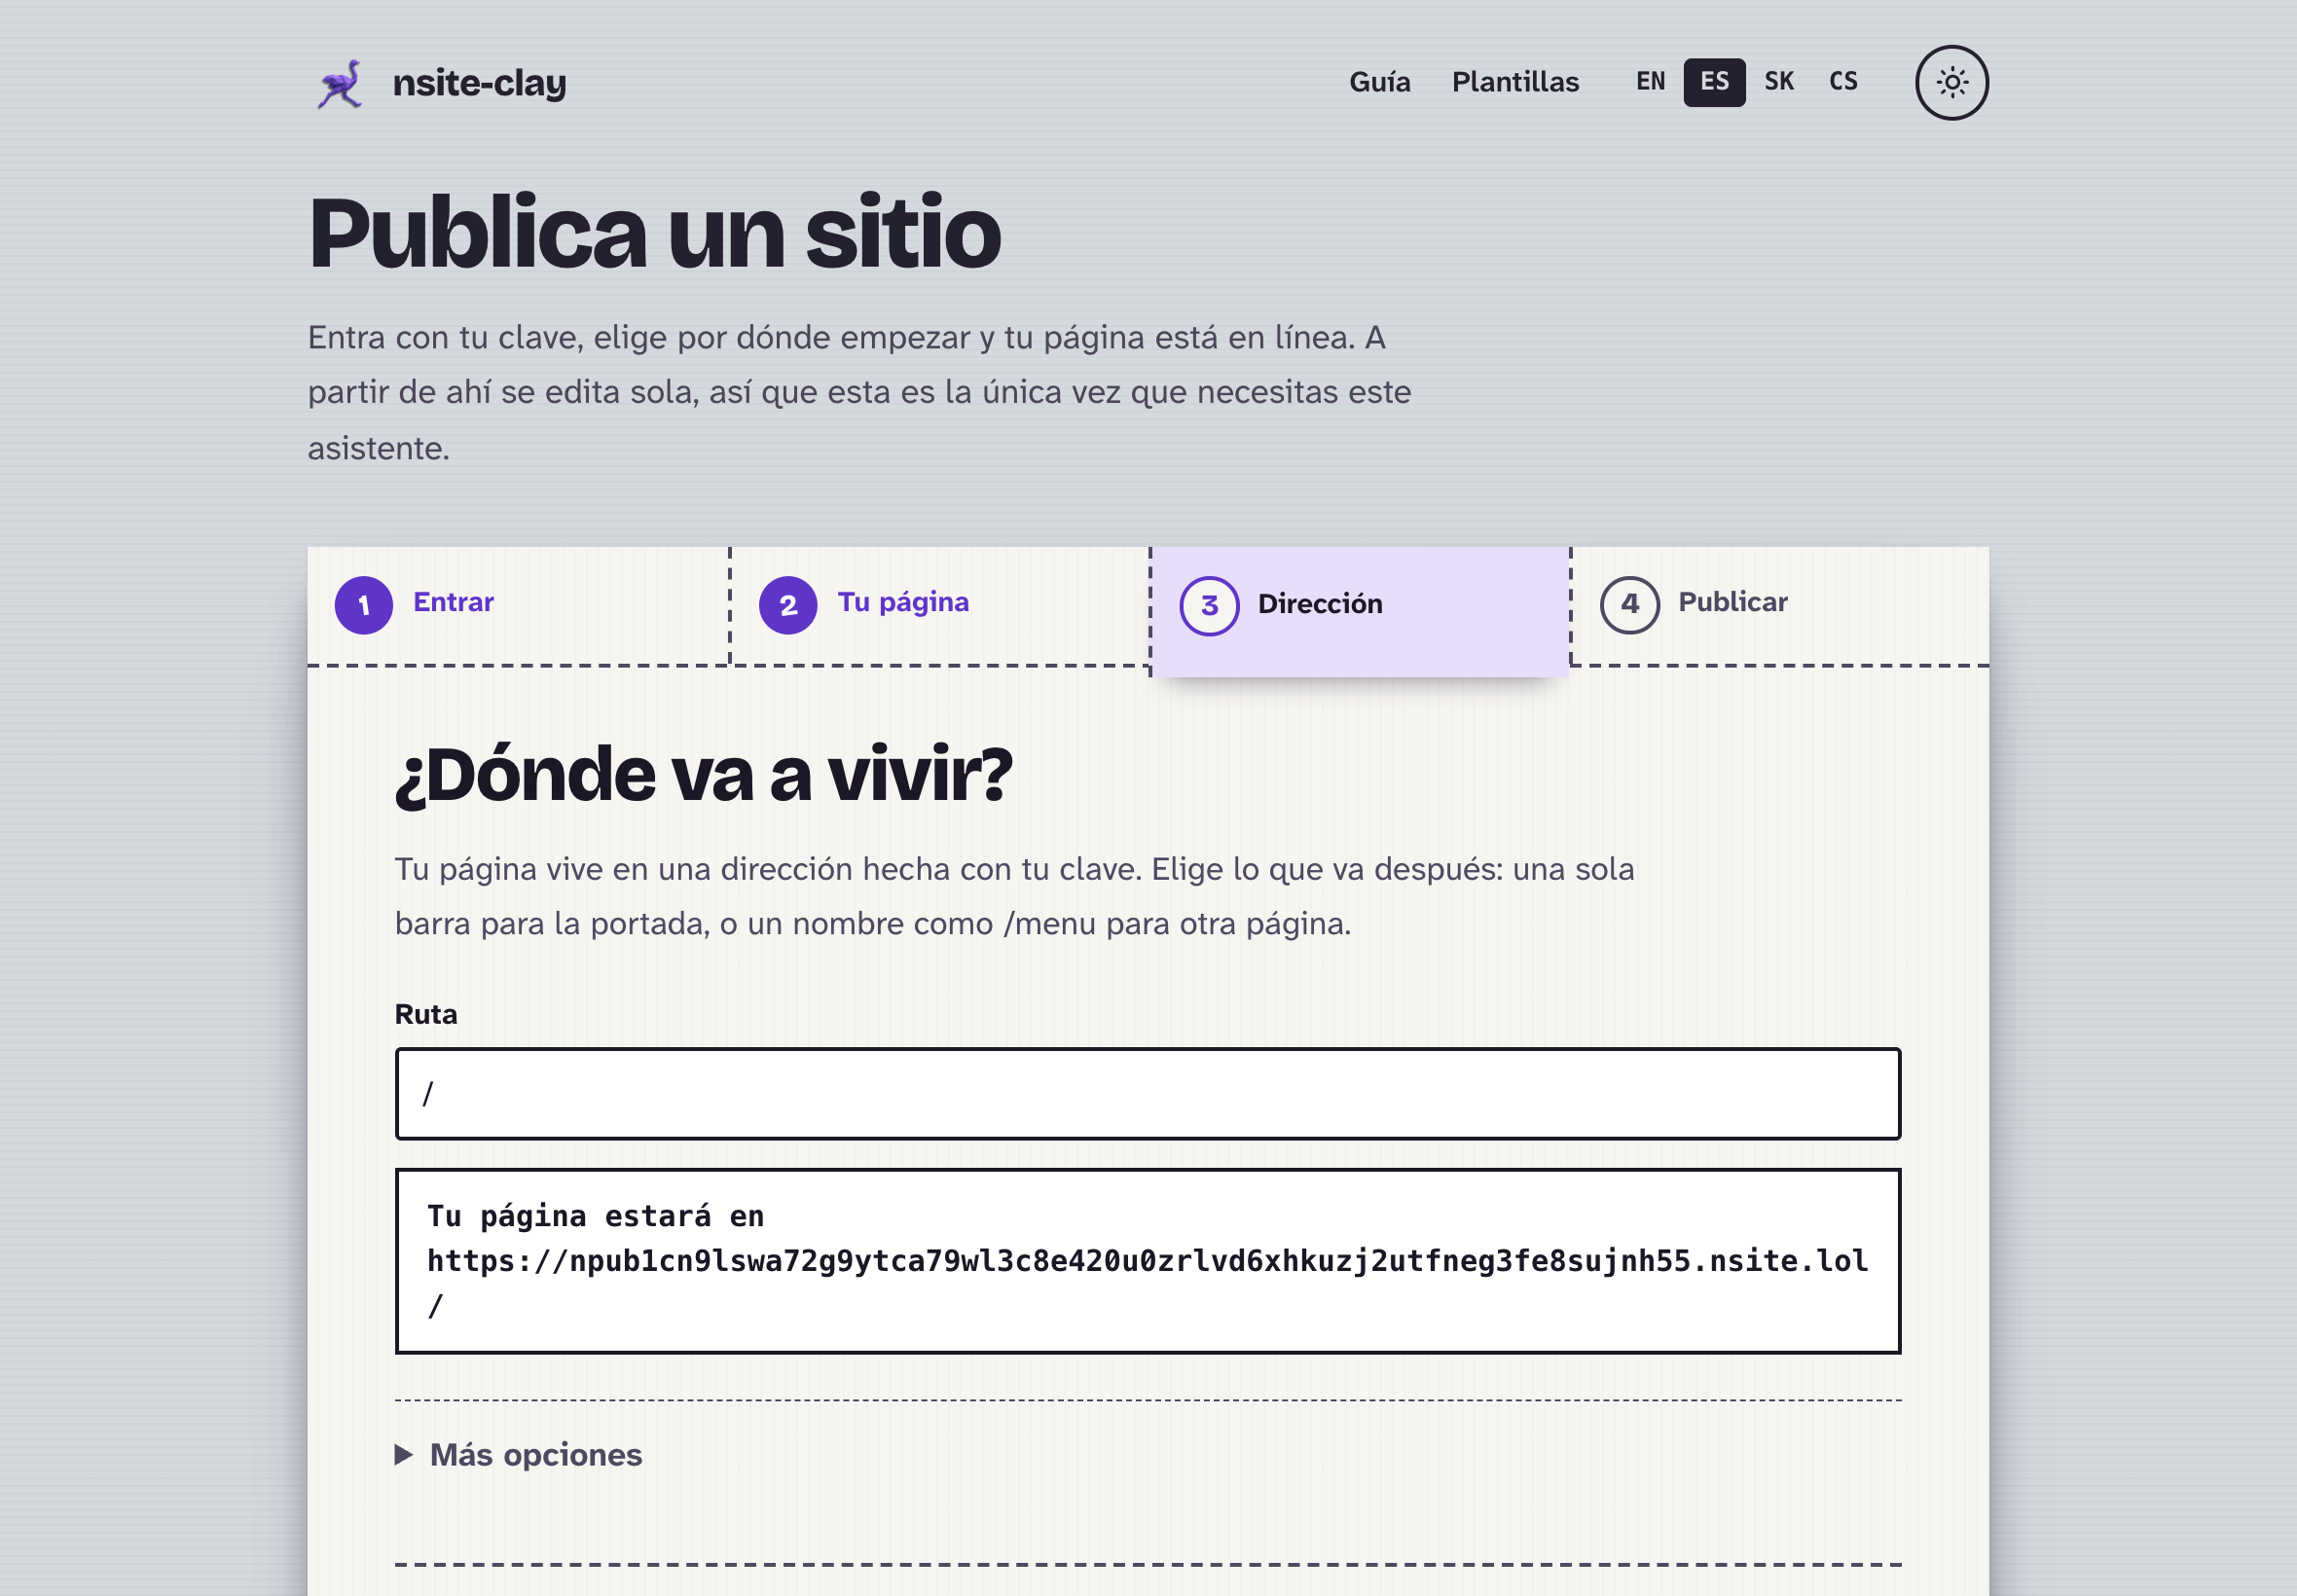 nsite-clay
Guía Plantillas EN ES SK CS
Publica un sitio
Entra con tu clave, elige por dónde empezar y tu página está en línea. A
partir de ahí se edita sola, así que esta es la única vez que necesitas este
asistente.
1 Entrar
2 Tu página
3 Dirección
4 Publicar
¿Dónde va a vivir?
Tu página vive en una dirección hecha con tu clave. Elige lo que va después: una sola
barra para la portada, o un nombre como /menu para otra página.
Ruta
/
Tu página estará en
https://npub1cn9lswa72g9ytca79wl3c8e420u0zrlvd6xhkuzj2utfneg3fe8sujnh55.nsite.lol
/
Más opciones